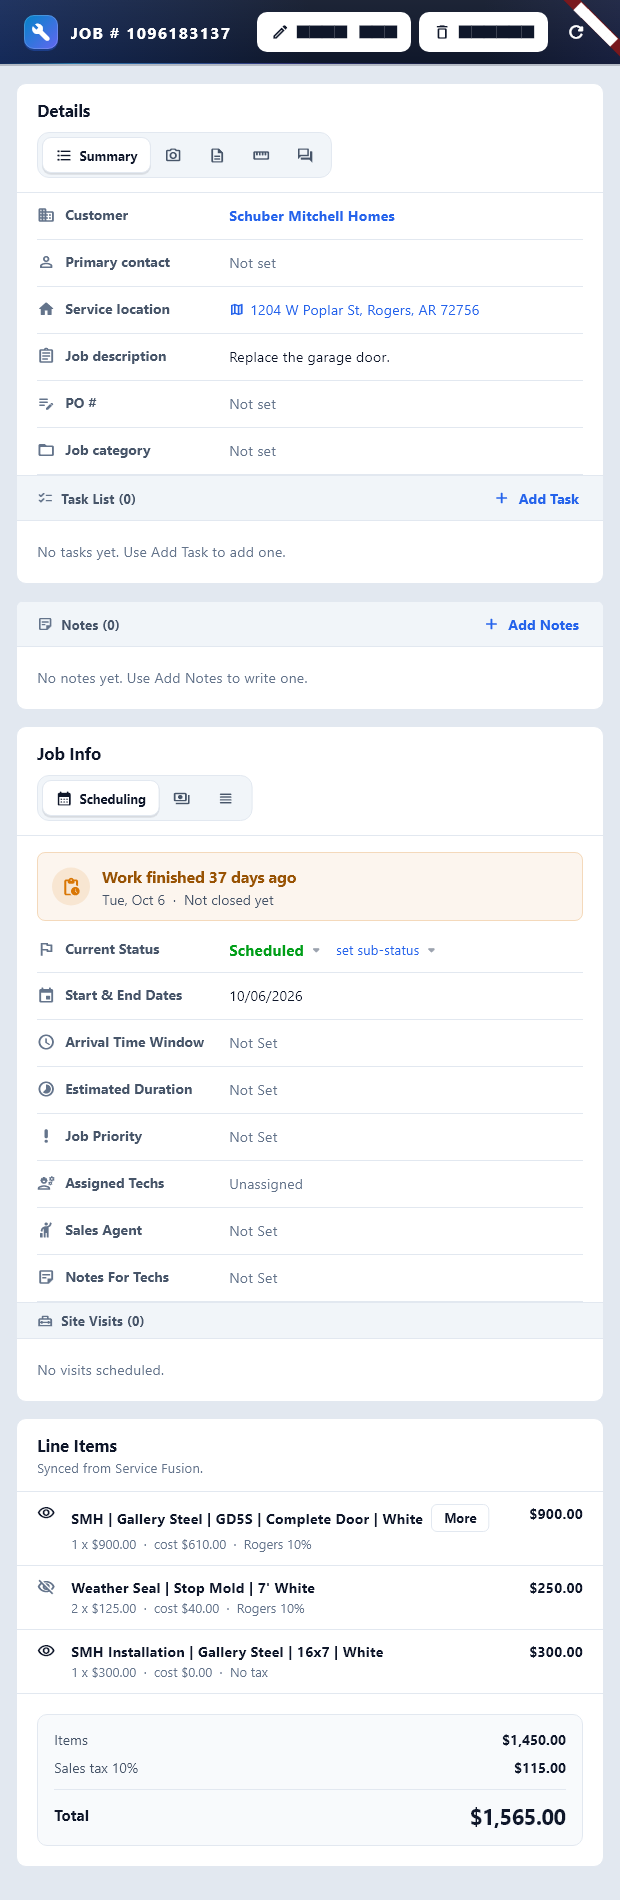 JOB # 1096183137
Details
Summary
Customer
Schuber Mitchell Homes
Primary contact
Not set
Service location
1204 W Poplar St, Rogers, AR 72756
Job description
Replace the garage door.
PO #
Not set
Job category
Not set
Task List (0)
+ Add Task
No tasks yet. Use Add Task to add one.
Notes (0)
+ Add Notes
No notes yet. Use Add Notes to write one.
Job Info
Scheduling
Work finished 37 days ago
Tue, Oct 6 · Not closed yet
Current Status
Scheduled
set sub-status
Start & End Dates
10/06/2026
Arrival Time Window
Not Set
Estimated Duration
Not Set
Job Priority
Not Set
Assigned Techs
Unassigned
Sales Agent
Not Set
Notes For Techs
Not Set
Site Visits (0)
No visits scheduled.
Line Items
Synced from Service Fusion.
SMH | Gallery Steel | GD5S | Complete Door | White
More
$900.00
1 x $900.00 · cost $610.00 · Rogers 10%
Weather Seal | Stop Mold | 7' White
$250.00
2 x $125.00 · cost $40.00 · Rogers 10%
SMH Installation | Gallery Steel | 16x7 | White
$300.00
1 x $300.00 · cost $0.00 · No tax
Items
$1,450.00
Sales tax 10%
$115.00
Total
$1,565.00